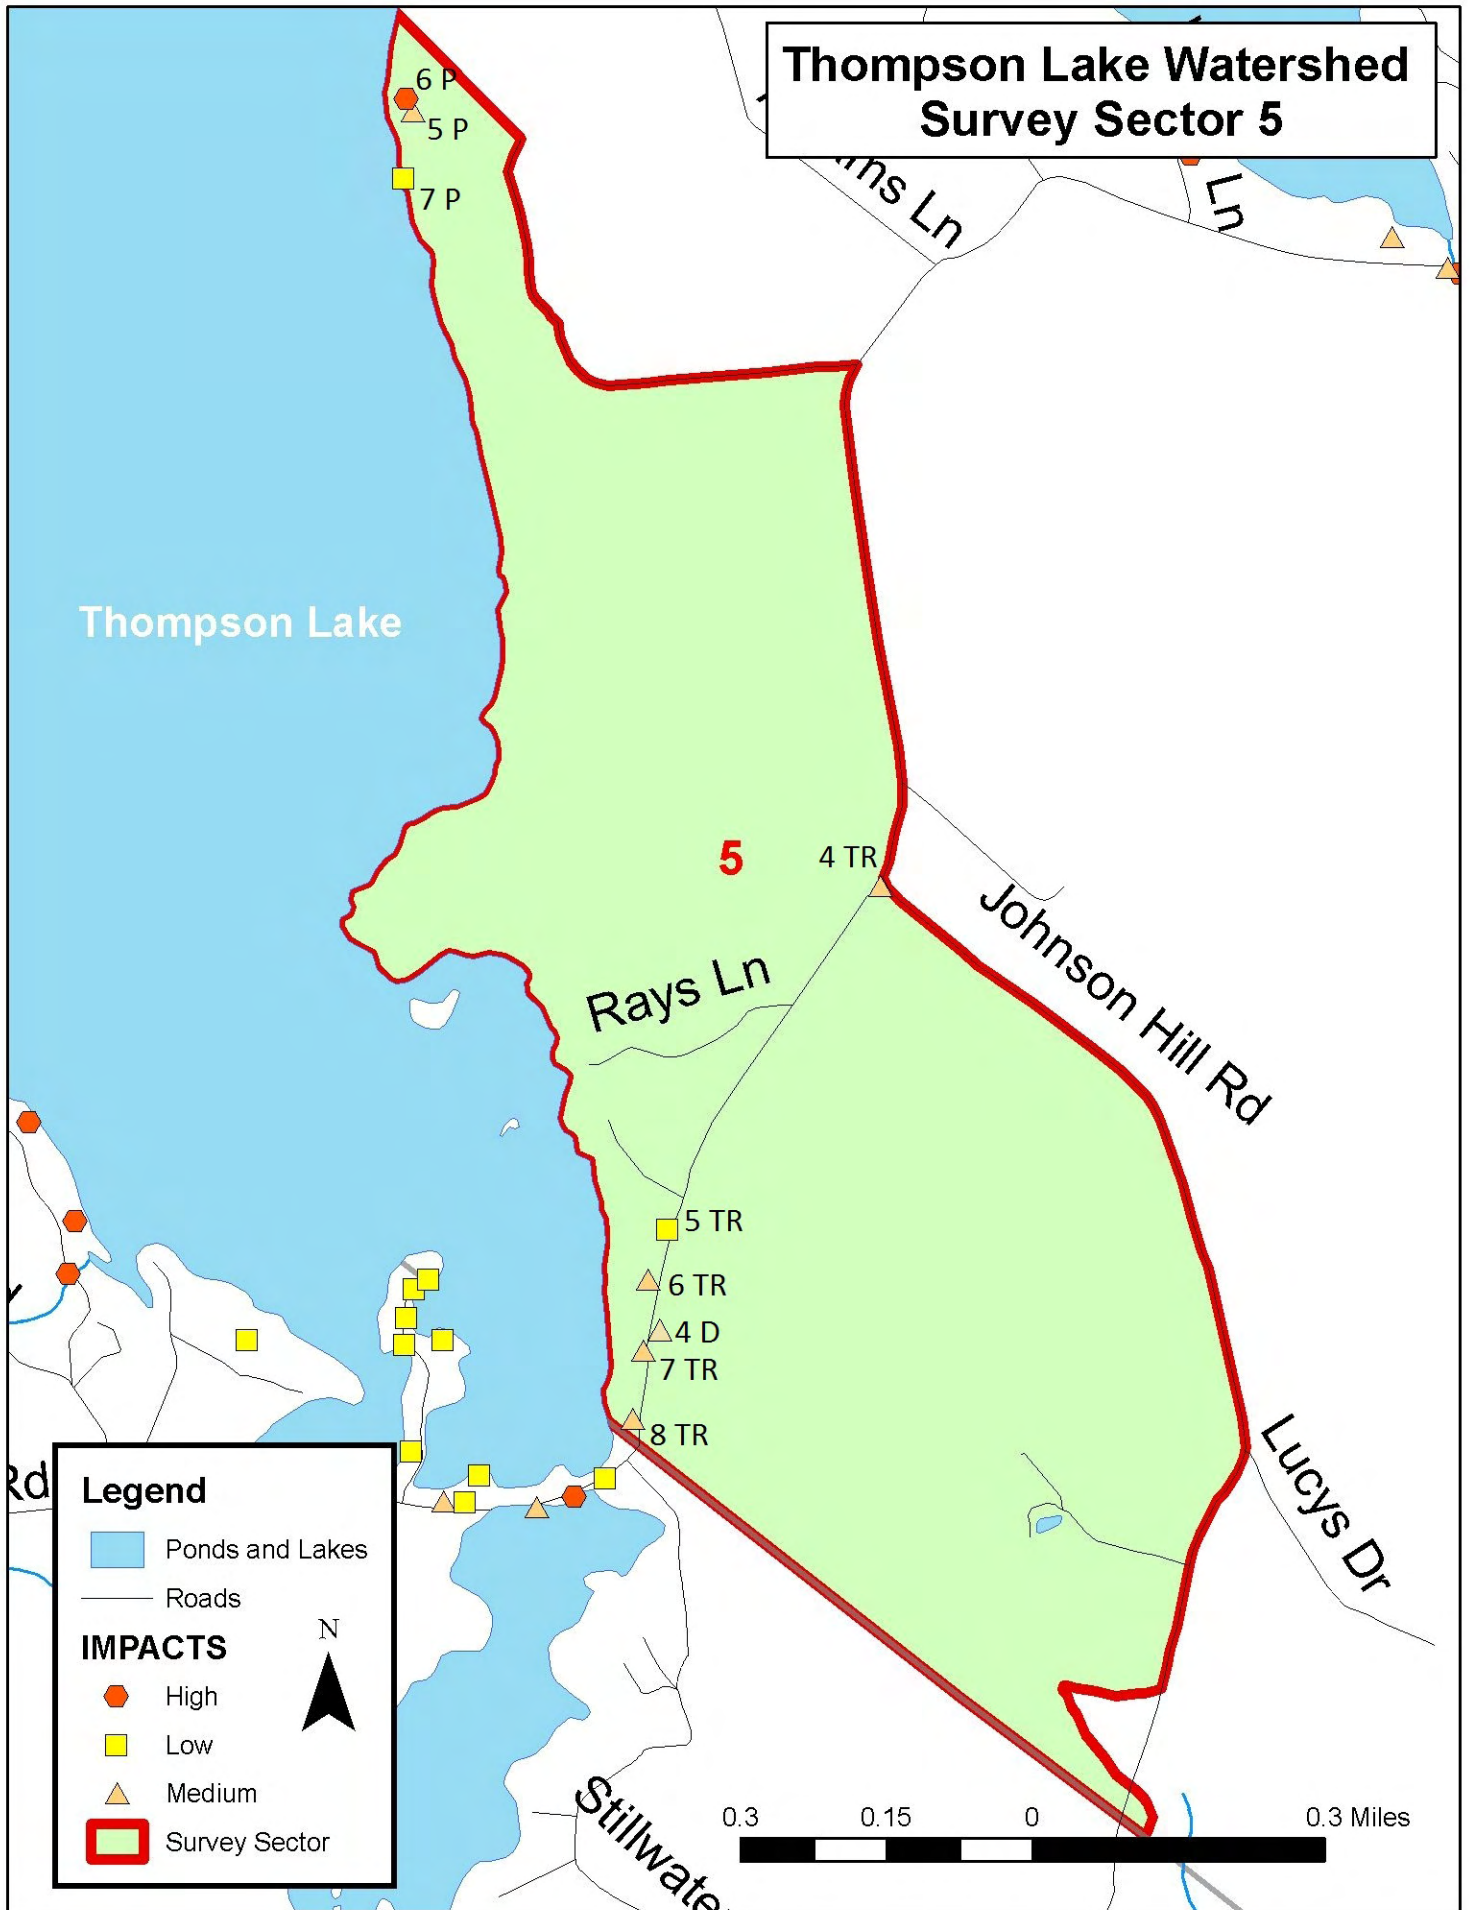 Thompson Lake Watershed
Survey Sector 5
6 P
5 P
7 P
Ln
Ln
Thompson Lake
5
4 TR
Johnson Hill Rd
Rays Ln
5 TR
6 TR
4 D
7 TR
8 TR
Lucys Dr
Rd
Legend
Ponds and Lakes
Roads
IMPACTS
N
High
Low
Medium
Survey Sector
0.3 0.15 0 0.3 Miles